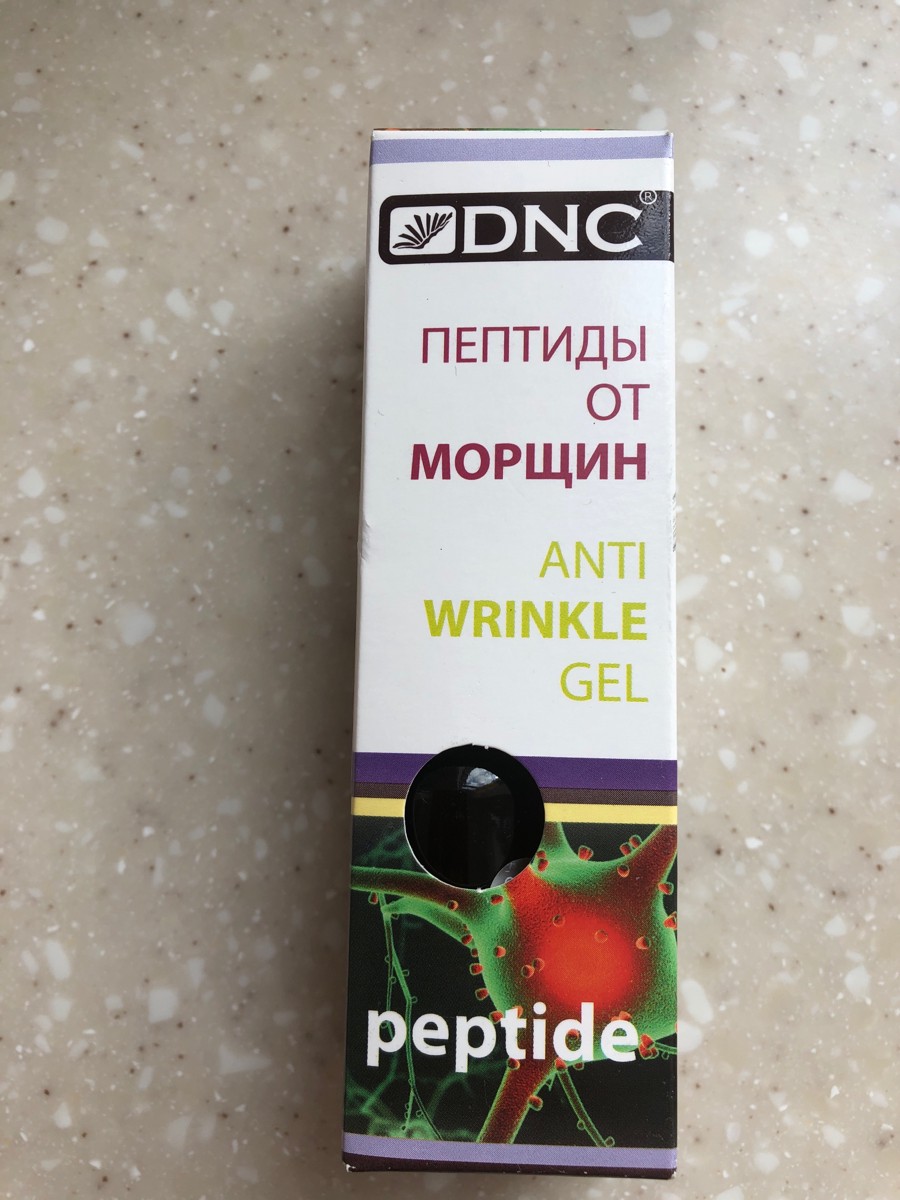 DNC®
ПЕПТИДЫ
ОТ
МОРЩИН
ANTI
WRINKLE
GEL
peptide